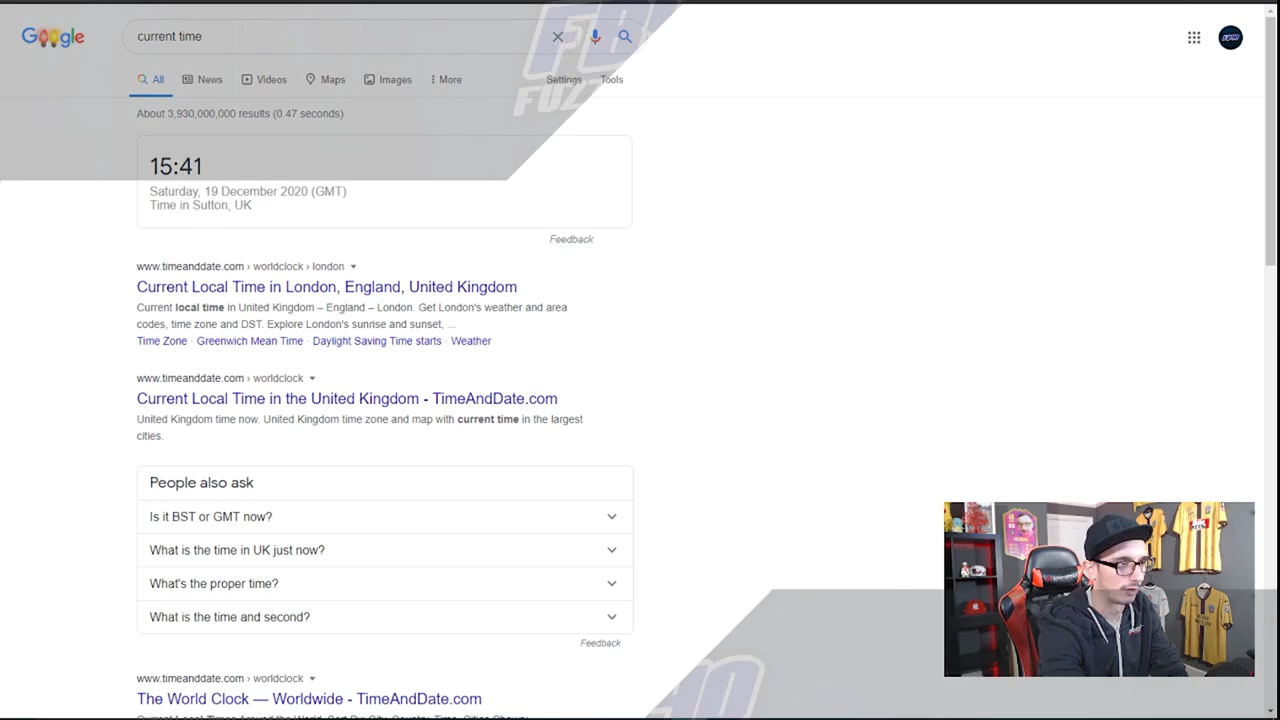 Google
current time
All
News
Videos
Maps
Images
More
Settings
Tools
About 3,930,000,000 results (0.47 seconds)
15:41
Saturday, 19 December 2020 (GMT)
Time in Sutton, UK
Feedback
www.timeanddate.com › worldclock › london
Current Local Time in London, England, United Kingdom
Current local time in United Kingdom – England – London. Get London's weather and area
codes, time zone and DST. Explore London's sunrise and sunset, ...
Time Zone · Greenwich Mean Time · Daylight Saving Time starts · Weather
www.timeanddate.com › worldclock
Current Local Time in the United Kingdom - TimeAndDate.com
United Kingdom time now. United Kingdom time zone and map with current time in the largest
cities.
People also ask
Is it BST or GMT now?
What is the time in UK just now?
What's the proper time?
What is the time and second?
Feedback
www.timeanddate.com › worldclock
The World Clock — Worldwide - TimeAndDate.com